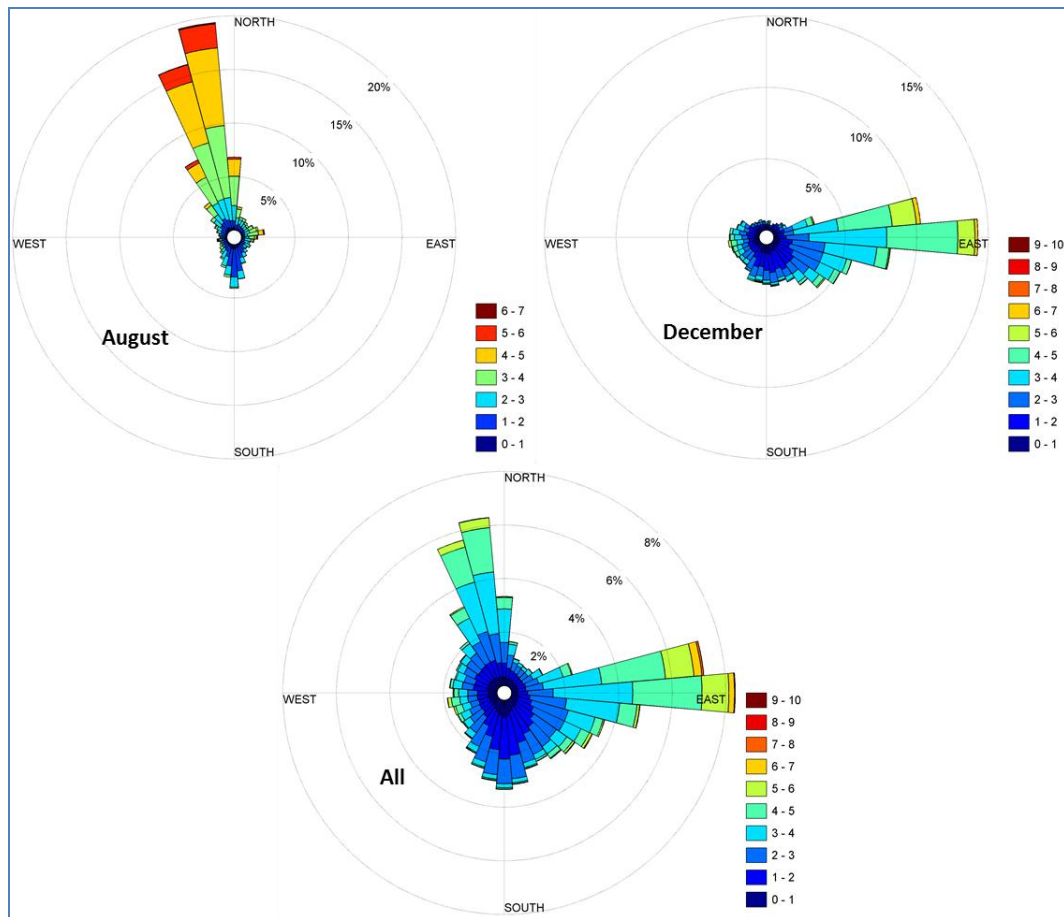 NORTH
20%
15%
10%
5%
WEST
EAST
SOUTH
August
6 - 7
5 - 6
4 - 5
3 - 4
2 - 3
1 - 2
0 - 1
NORTH
15%
10%
5%
WEST
EAST
SOUTH
December
9 - 10
8 - 9
7 - 8
6 - 7
5 - 6
4 - 5
3 - 4
2 - 3
1 - 2
0 - 1
NORTH
8%
6%
4%
2%
WEST
EAST
SOUTH
All
9 - 10
8 - 9
7 - 8
6 - 7
5 - 6
4 - 5
3 - 4
2 - 3
1 - 2
0 - 1